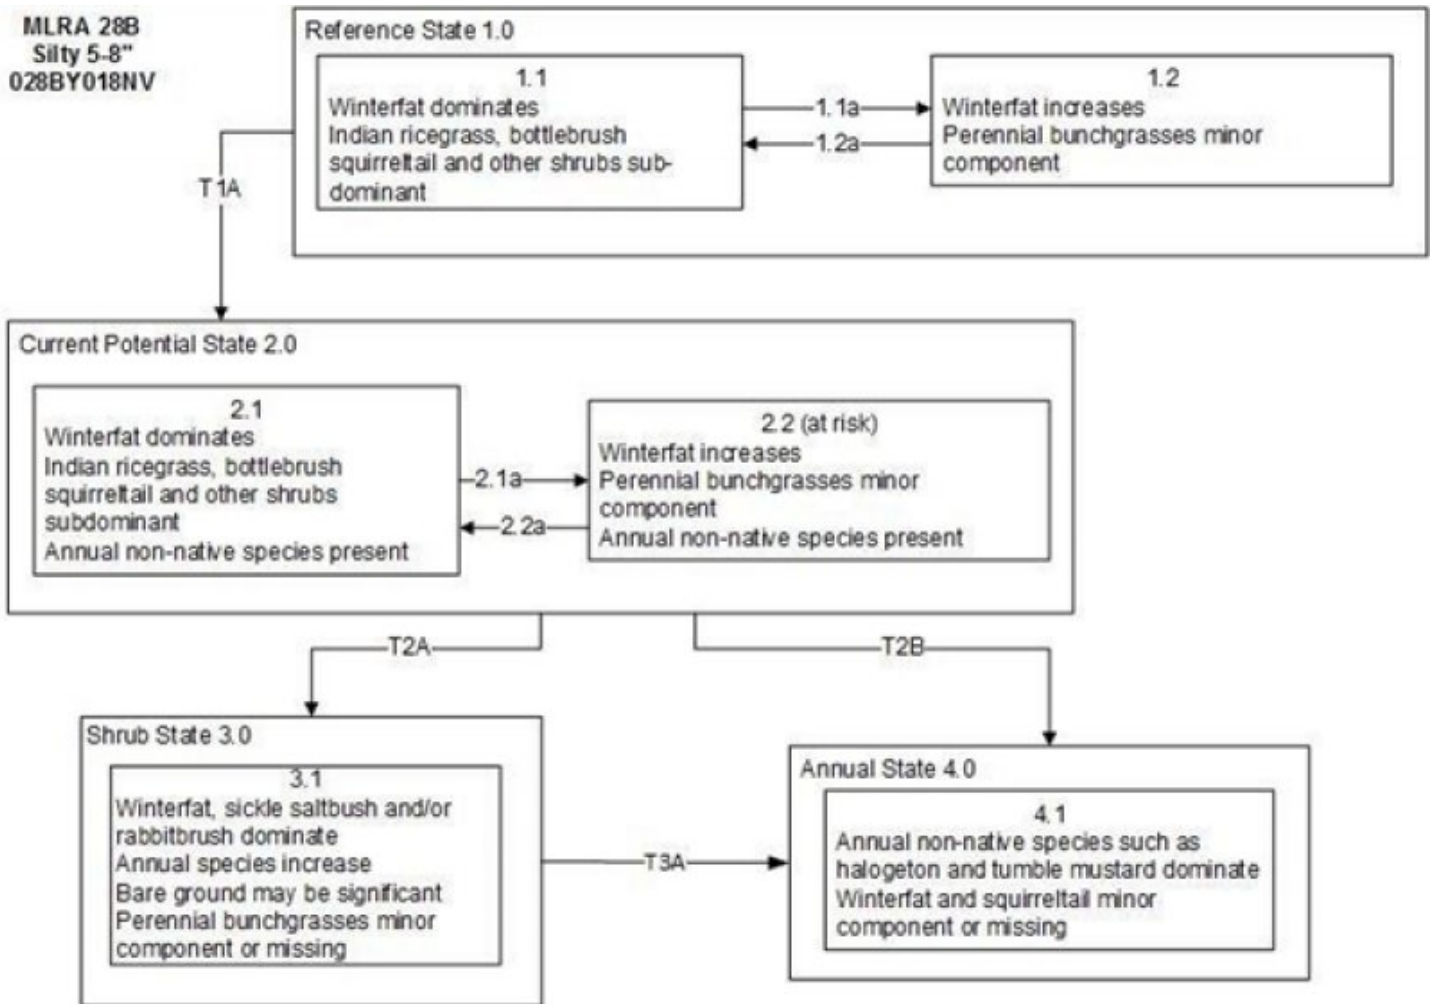 MLRA 28B
Silty 5-8"
028BY018NV
Reference State 1.0
1.1
Winterfat dominates
Indian ricegrass, bottlebrush
squirreltail and other shrubs sub-
dominant
1.1a
1.2a
1.2
Winterfat increases
Perennial bunchgrasses minor
component
T1A
Current Potential State 2.0
2.1
Winterfat dominates
Indian ricegrass, bottlebrush
squirreltail and other shrubs
subdominant
Annual non-native species present
2.1a
2.2a
2.2 (at risk)
Winterfat increases
Perennial bunchgrasses minor
component
Annual non-native species present
T2A
T2B
Shrub State 3.0
3.1
Winterfat, sickle saltbush and/or
rabbitbrush dominate
Annual species increase
Bare ground may be significant
Perennial bunchgrasses minor
component or missing
T3A
Annual State 4.0
4.1
Annual non-native species such as
halogeton and tumble mustard dominate
Winterfat and squirreltail minor
component or missing